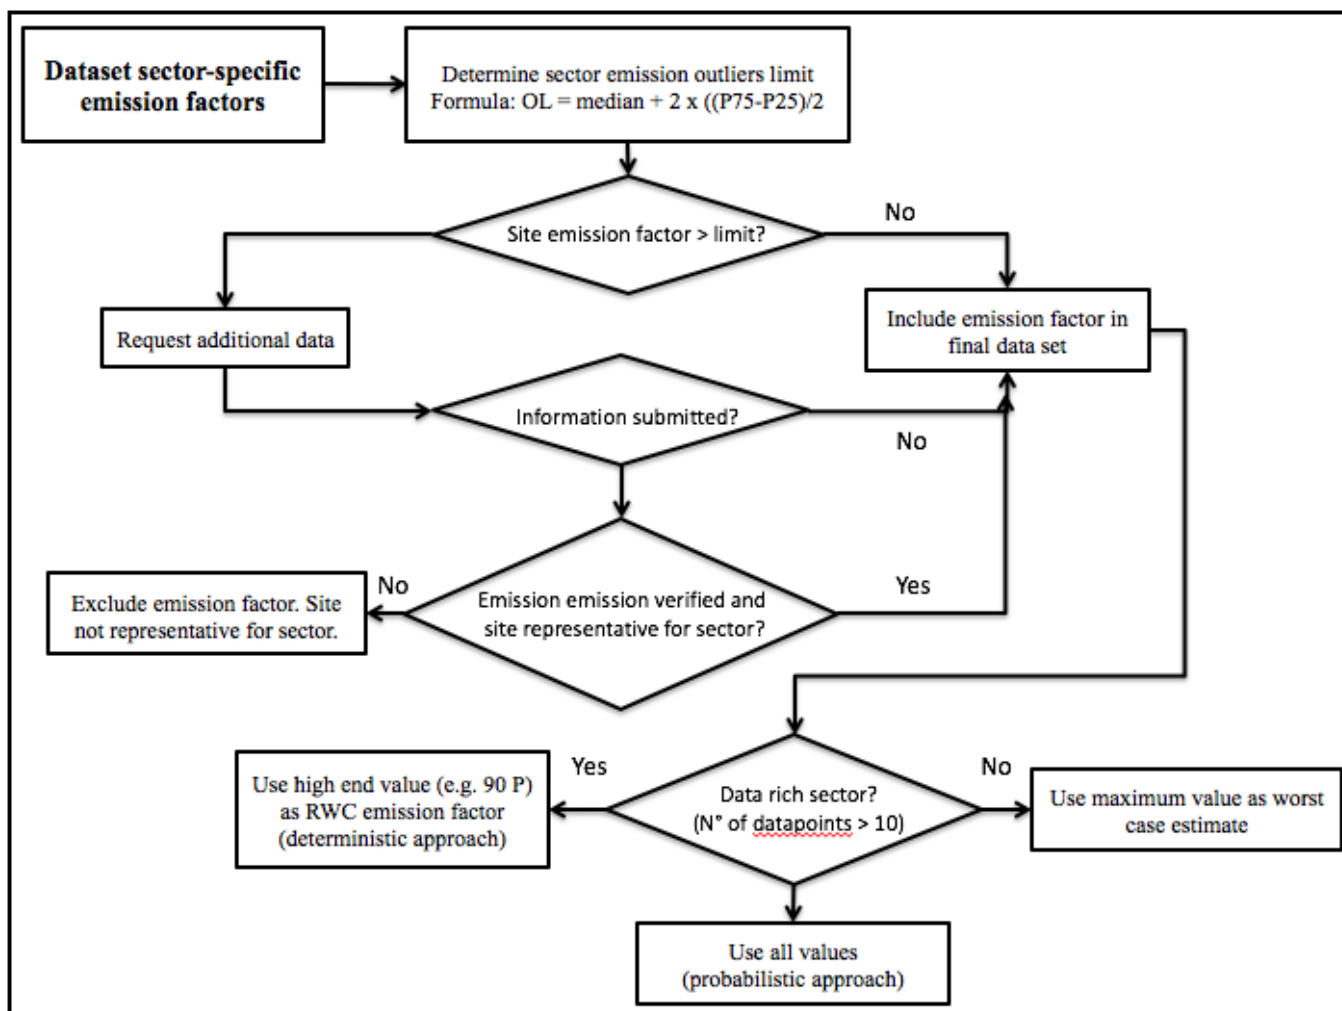 Dataset sector-specific
emission factors
Determine sector emission outliers limit
Formula: OL = median + 2 x ((P75-P25)/2
Site emission factor > limit?
No
Request additional data
Include emission factor in
final data set
Information submitted?
No
Exclude emission factor. Site
not representative for sector.
No
Emission emission verified and
site representative for sector?
Yes
Use high end value (e.g. 90 P)
as RWC emission factor
(deterministic approach)
Yes
Data rich sector?
(N° of datapoints > 10)
No
Use maximum value as worst
case estimate
Use all values
(probabilistic approach)